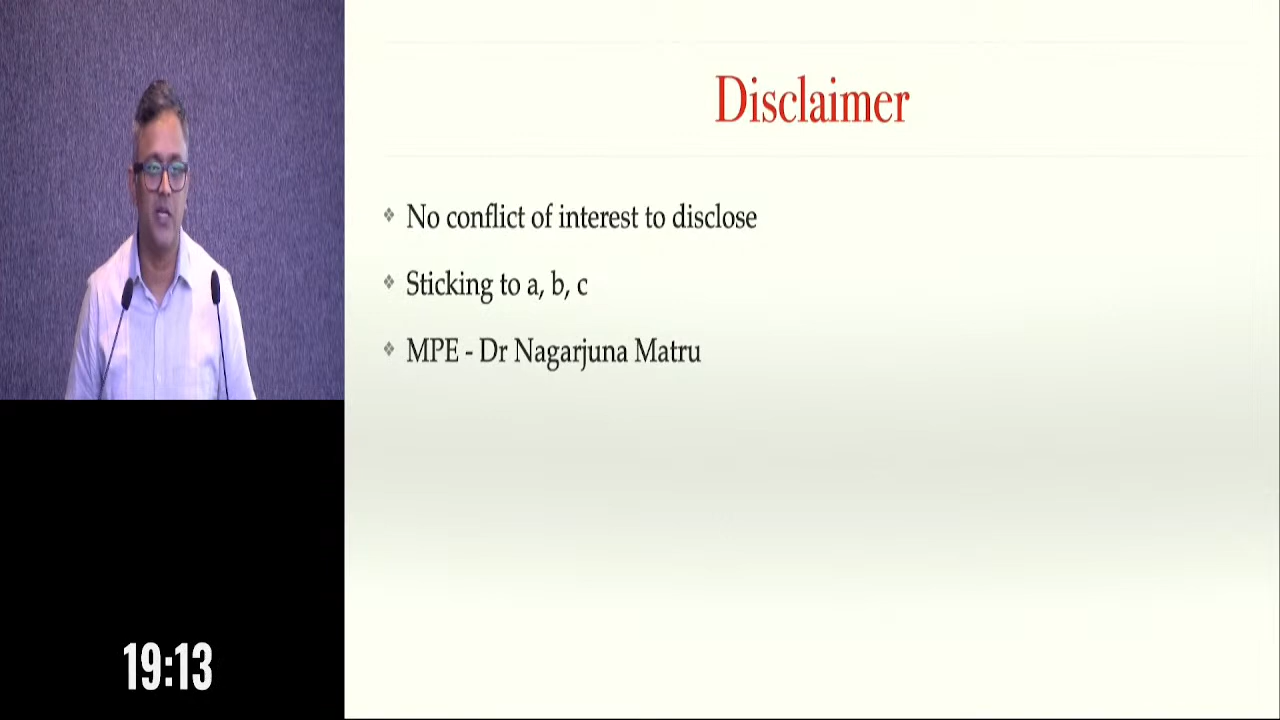 Disclaimer
No conflict of interest to disclose
Sticking to a, b, c
MPE - Dr Nagarjuna Matru
19:13